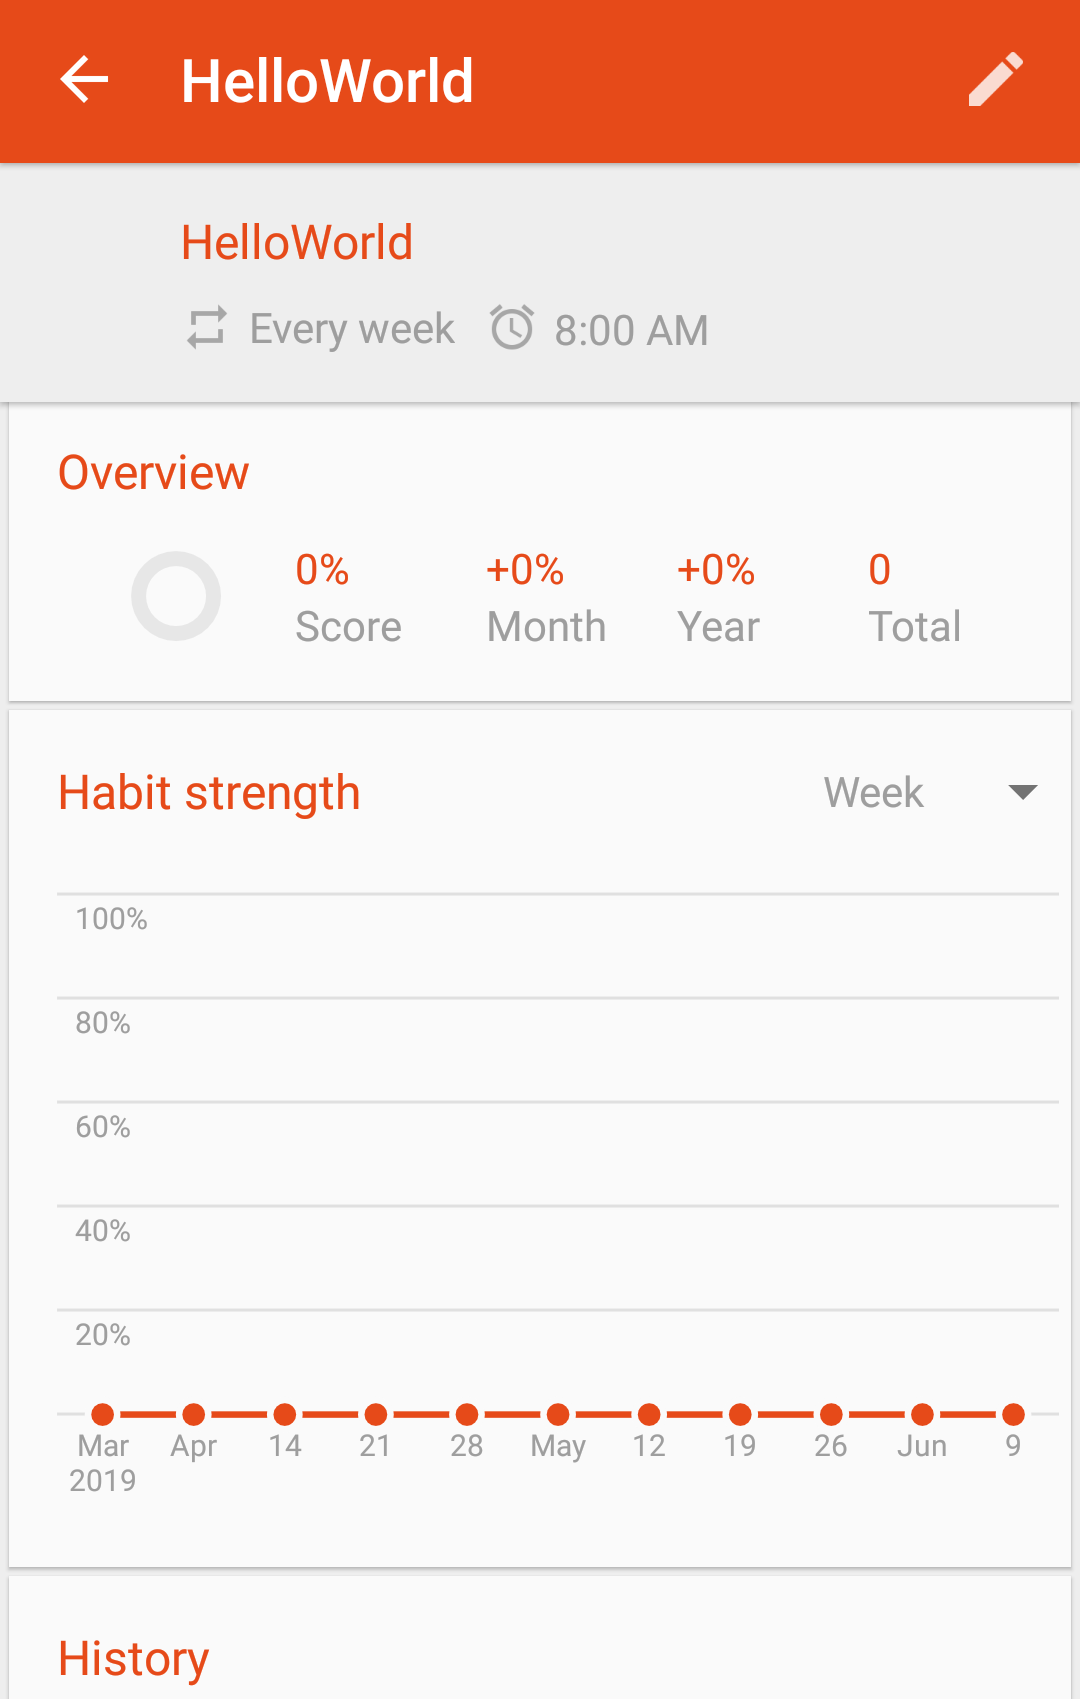 HelloWorld
HelloWorld
Every week 8:00 AM
Overview
0% +0% +0% 0
Score Month Year Total
Habit strength Week
100%
80%
60%
40%
20%
Mar Apr 14 21 28 May 12 19 26 Jun 9
2019
History